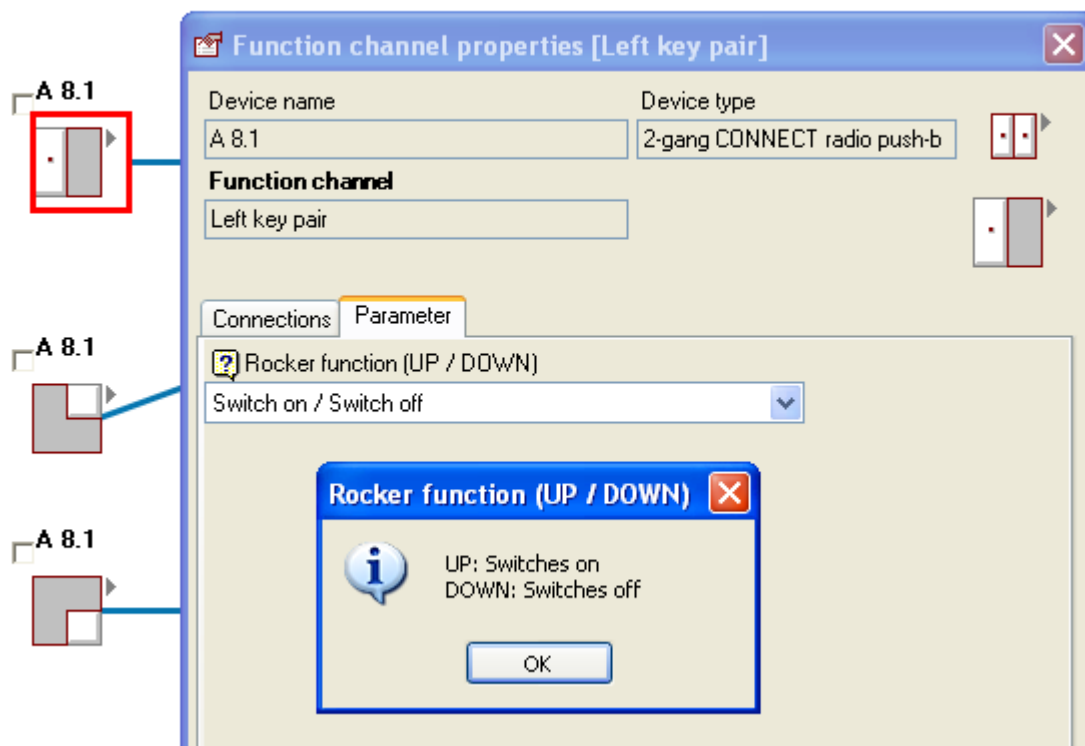 Function channel properties [Left key pair]
A 8.1
Device name
Device type
A 8.1
2-gang CONNECT radio push-b
Function channel
Left key pair
Connections
Parameter
A 8.1
? Rocker function (UP / DOWN)
Switch on / Switch off
Rocker function (UP / DOWN)
A 8.1
UP: Switches on
DOWN: Switches off
OK